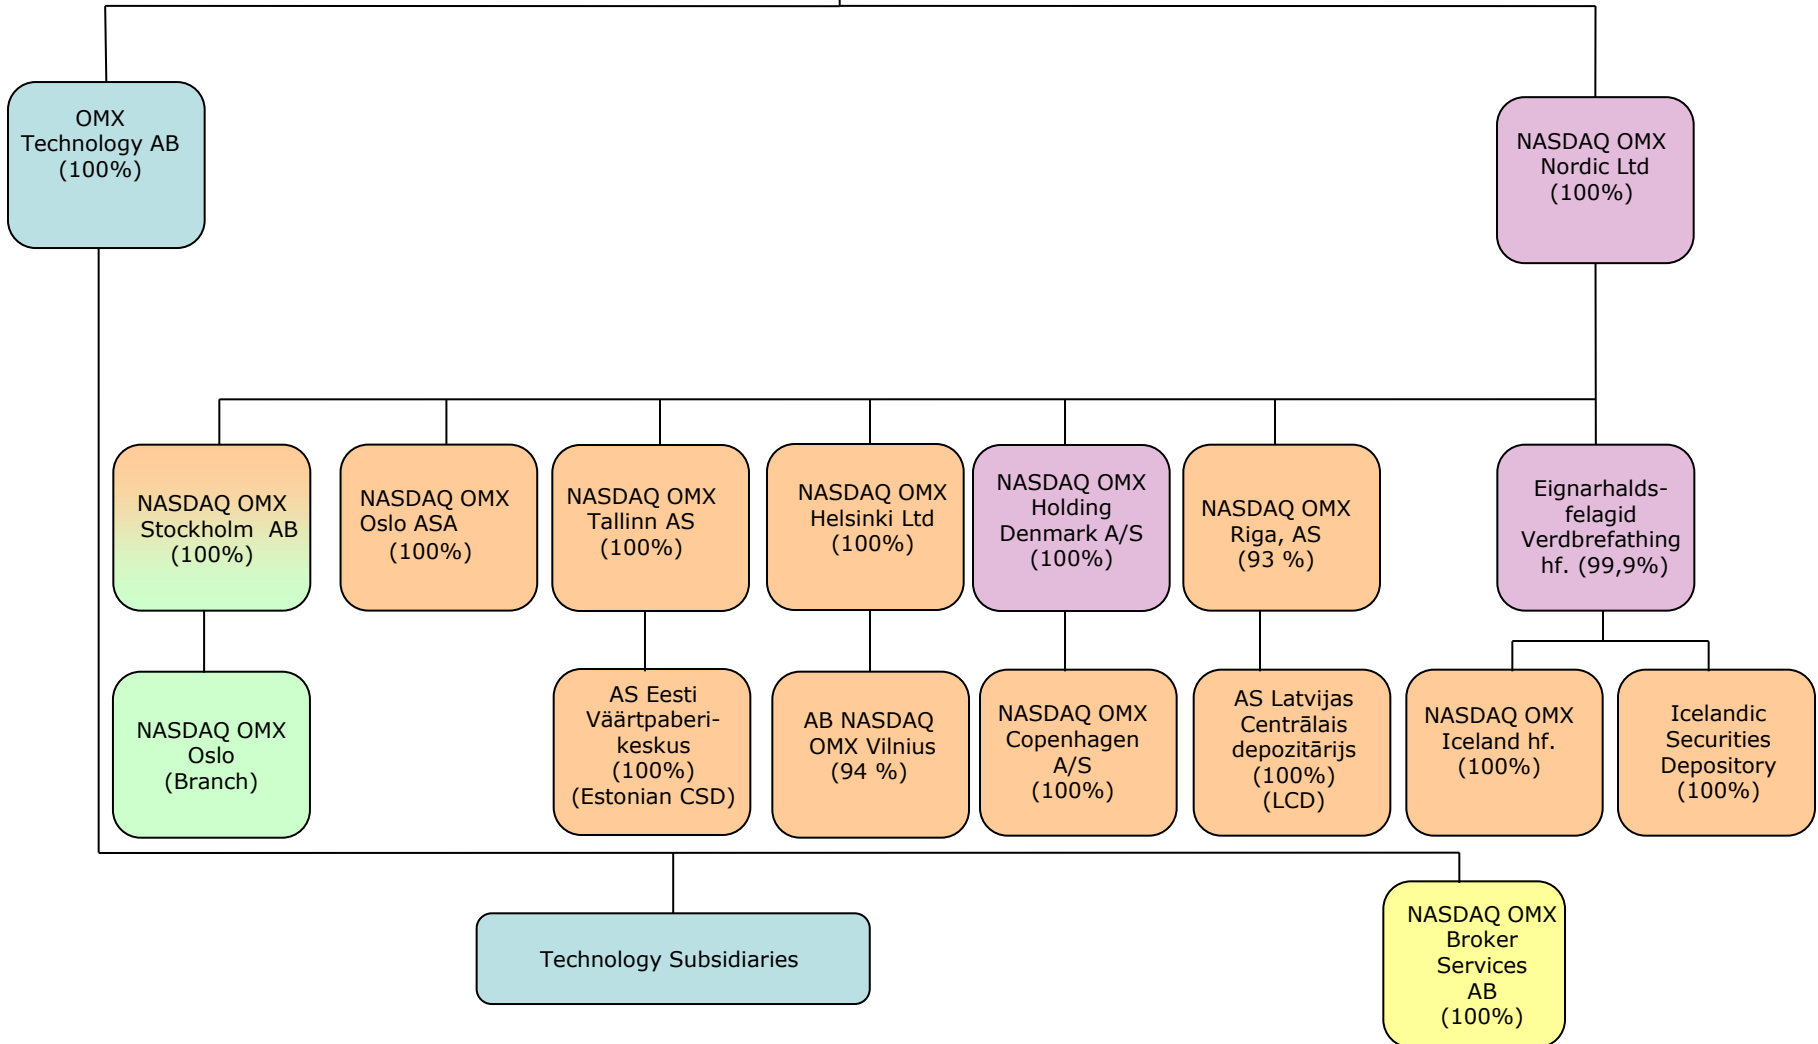 OMX
Technology AB
(100%)
NASDAQ OMX
Nordic Ltd
(100%)
NASDAQ OMX
Stockholm AB
(100%)
NASDAQ OMX
Oslo ASA
(100%)
NASDAQ OMX
Tallinn AS
(100%)
NASDAQ OMX
Helsinki Ltd
(100%)
NASDAQ OMX
Holding
Denmark A/S
(100%)
NASDAQ OMX
Riga, AS
(93 %)
Eignarhalds-
felagid
Verdbrefathing
hf. (99,9%)
NASDAQ OMX
Oslo
(Branch)
AS Eesti
Väärtpaberi-
keskus
(100%)
(Estonian CSD)
AB NASDAQ
OMX Vilnius
(94 %)
NASDAQ OMX
Copenhagen
A/S
(100%)
AS Latvijas
Centrālais
depozitārijs
(100%)
(LCD)
NASDAQ OMX
Iceland hf.
(100%)
Icelandic
Securities
Depository
(100%)
Technology Subsidiaries
NASDAQ OMX
Broker
Services
AB
(100%)